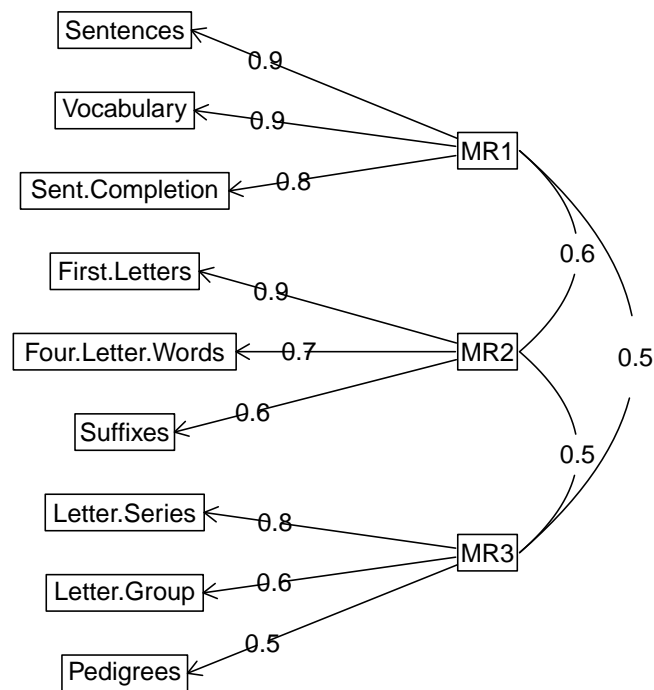 Sentences
0.9
Vocabulary
0.9
MR1
Sent.Completion
0.8
0.6
First.Letters
0.9
Four.Letter.Words
0.7
MR2
0.5
Suffixes
0.6
0.5
Letter.Series
0.8
MR3
Letter.Group
0.6
Pedigrees
0.5